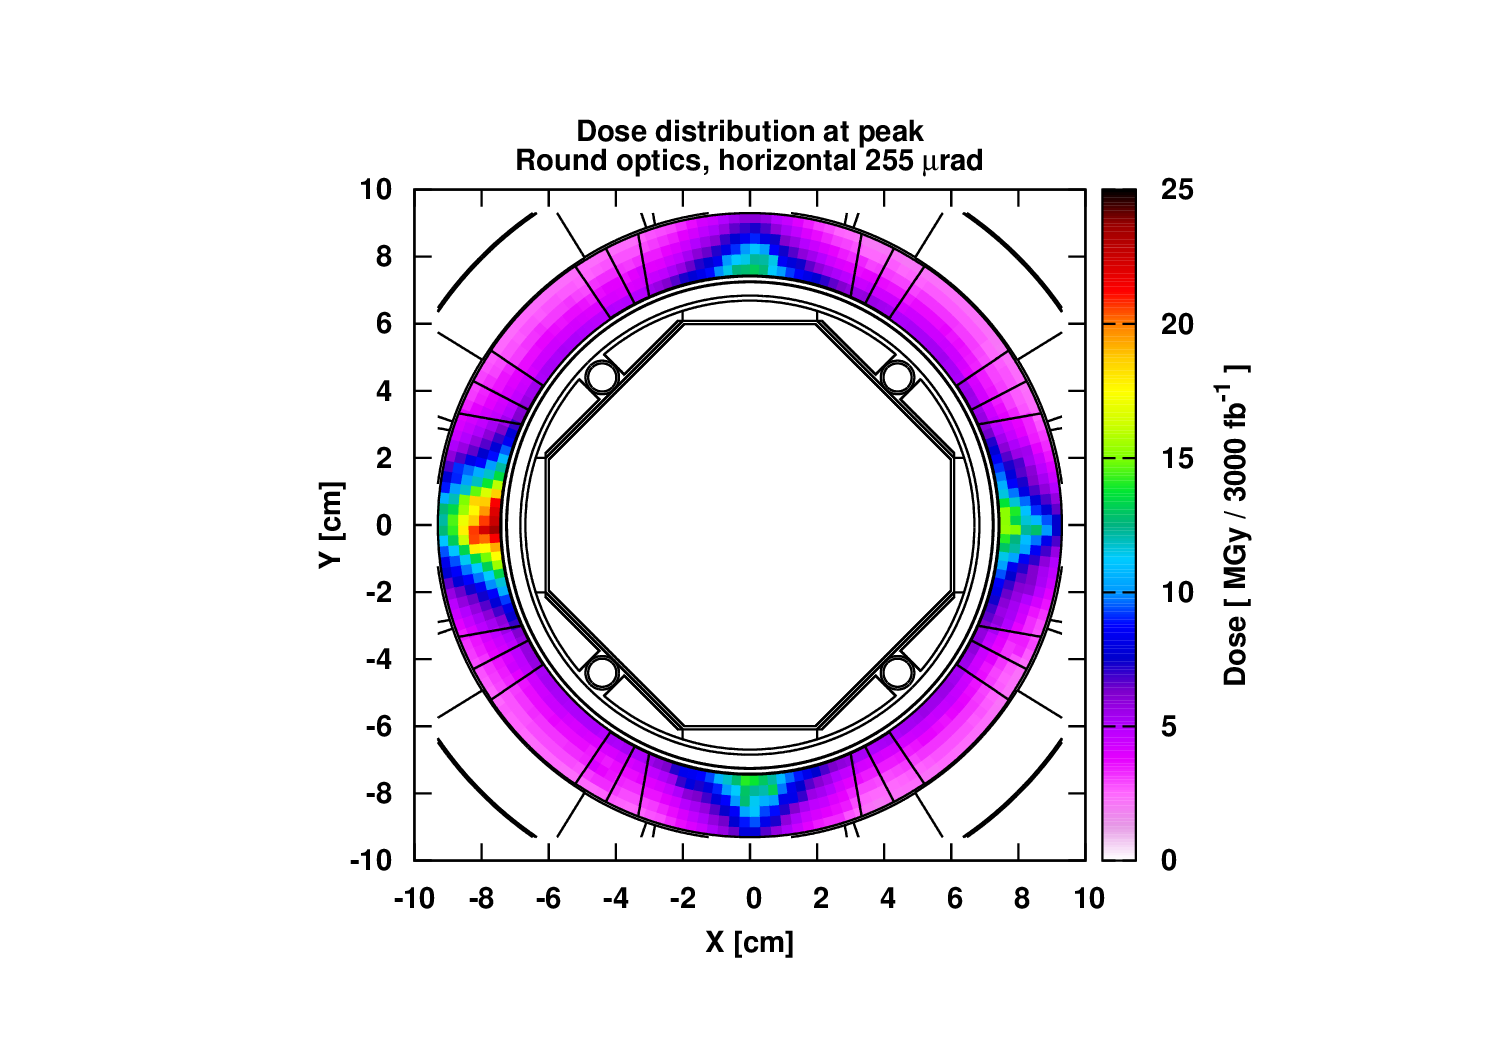 Dose distribution at peak
Round optics, horizontal 255 μrad
10
8
6
4
2
0
-2
-4
-6
-8
-10
Y [cm]
-10 -8 -6 -4 -2 0 2 4 6 8 10
X [cm]
25
20
15
10
5
0
Dose [ MGy / 3000 fb-1 ]